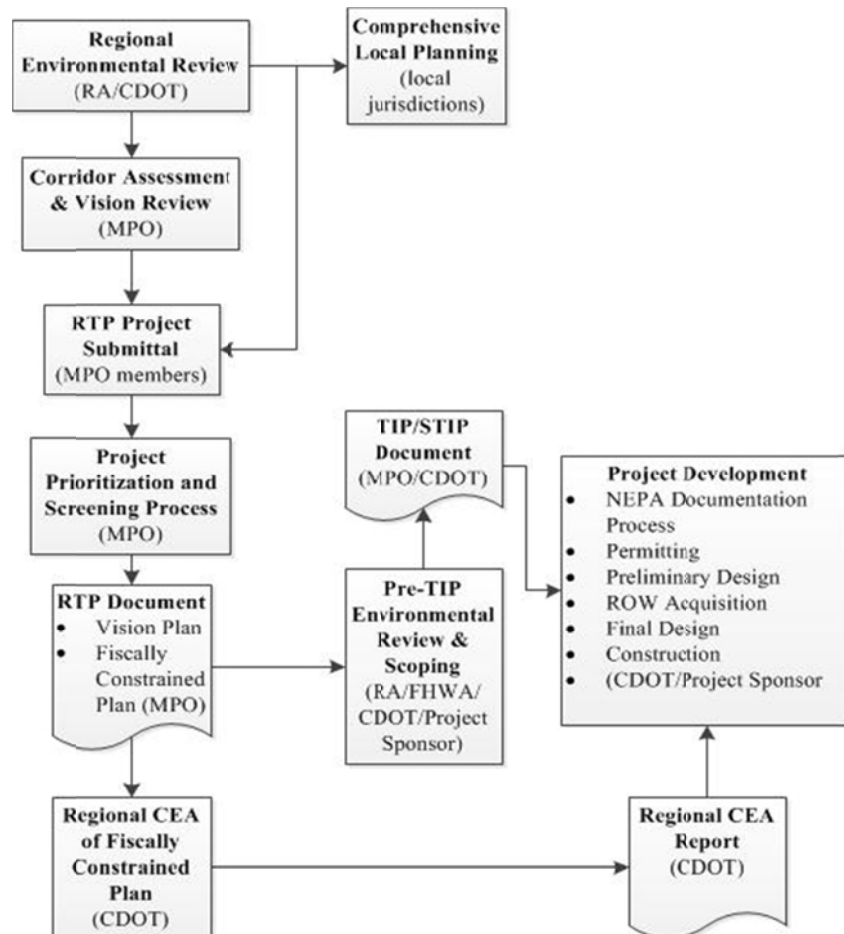 Regional
Environmental Review
(RA/CDOT)
Comprehensive
Local Planning
(local
jurisdictions)
Corridor Assessment
& Vision Review
(MPO)
RTP Project
Submittal
(MPO members)
Project
Prioritization and
Screening Process
(MPO)
RTP Document
• Vision Plan
• Fiscally
Constrained
Plan (MPO)
TIP/STIP
Document
(MPO/CDOT)
Pre-TIP
Environmental
Review &
Scoping
(RA/FHWA/
CDOT/Project
Sponsor)
Project Development
• NEPA Documentation
Process
• Permitting
• Preliminary Design
• ROW Acquisition
• Final Design
• Construction
• (CDOT/Project Sponsor
Regional CEA
of Fiscally
Constrained
Plan
(CDOT)
Regional CEA
Report
(CDOT)